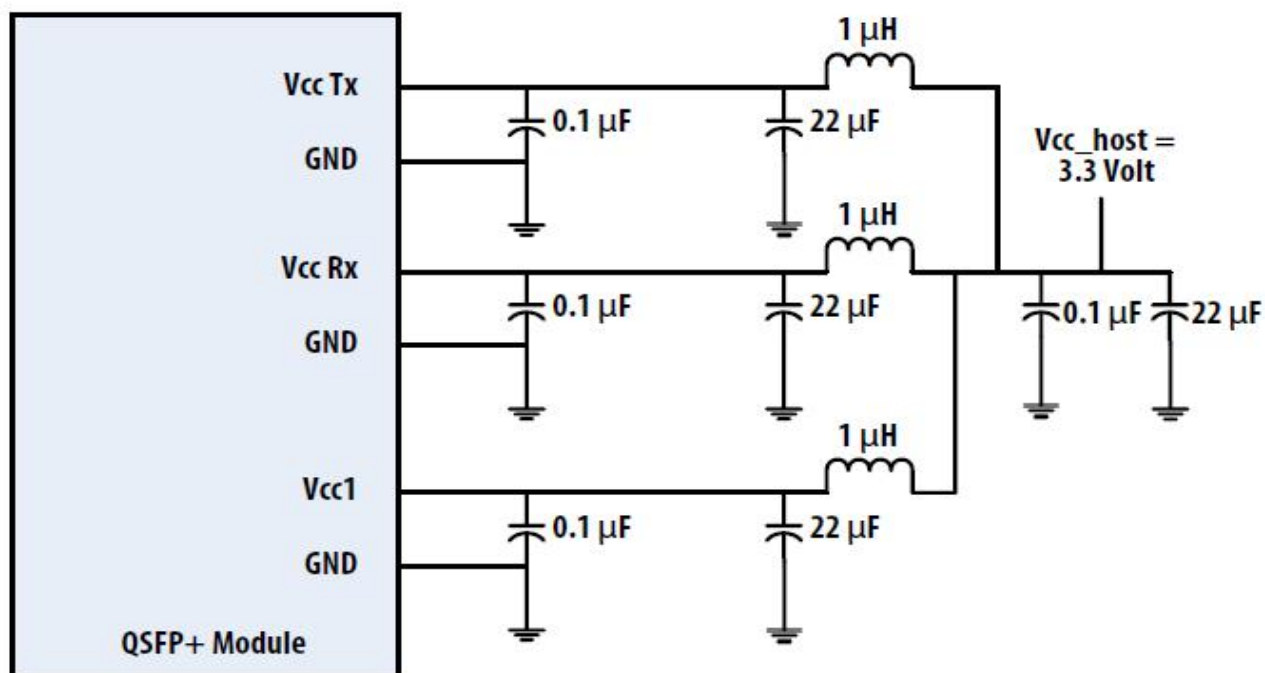 1 µH
Vcc Tx
0.1 µF
22 µF
GND
Vcc_host =
3.3 Volt
1 µH
Vcc Rx
0.1 µF
22 µF
0.1 µF
22 µF
GND
1 µH
Vcc1
0.1 µF
22 µF
GND
QSFP+ Module